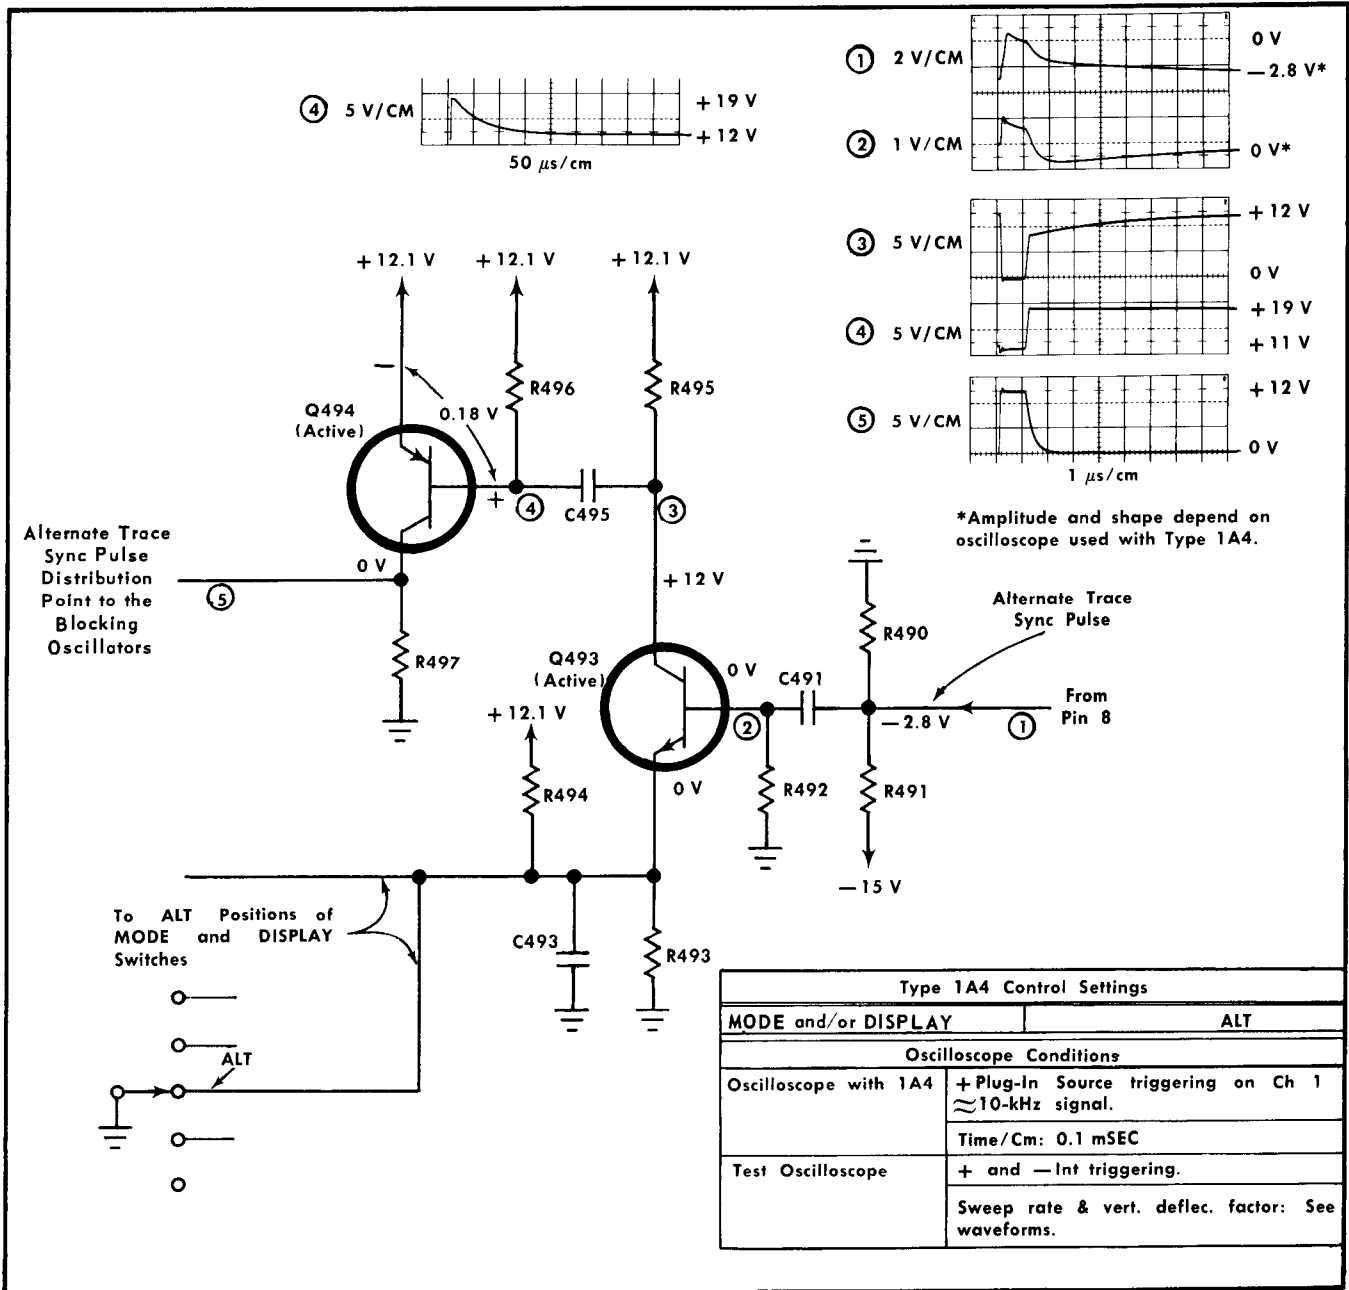 ④ 5 V/CM
+19 V
+12 V
50 μs/cm
① 2 V/CM
0 V
−2.8 V*
② 1 V/CM
0 V*
③ 5 V/CM
+12 V
0 V
④ 5 V/CM
+19 V
+11 V
⑤ 5 V/CM
+12 V
0 V
1 μs/cm
*Amplitude and shape depend on
oscilloscope used with Type 1A4.
+12.1 V
+12.1 V
+12.1 V
−
R496
R495
Q494
(Active)
0.18 V
+
④
C495
③
Alternate Trace
Sync Pulse
Distribution
Point to the
Blocking
Oscillators
0 V
⑤
R497
+12 V
Alternate Trace
Sync Pulse
R490
Q493
(Active)
0 V
C491
+12.1 V
②
−2.8 V
①
From
Pin 8
R494
0 V
R492
R491
−15 V
To ALT Positions of
MODE and DISPLAY
Switches
C493
R493
ALT
Type 1A4 Control Settings
MODE and/or DISPLAY
ALT
Oscilloscope Conditions
Oscilloscope with 1A4
+Plug-In Source triggering on Ch 1
≈10-kHz signal.
Time/Cm: 0.1 mSEC
Test Oscilloscope
+ and −Int triggering.
Sweep rate & vert. deflec. factor: See
waveforms.